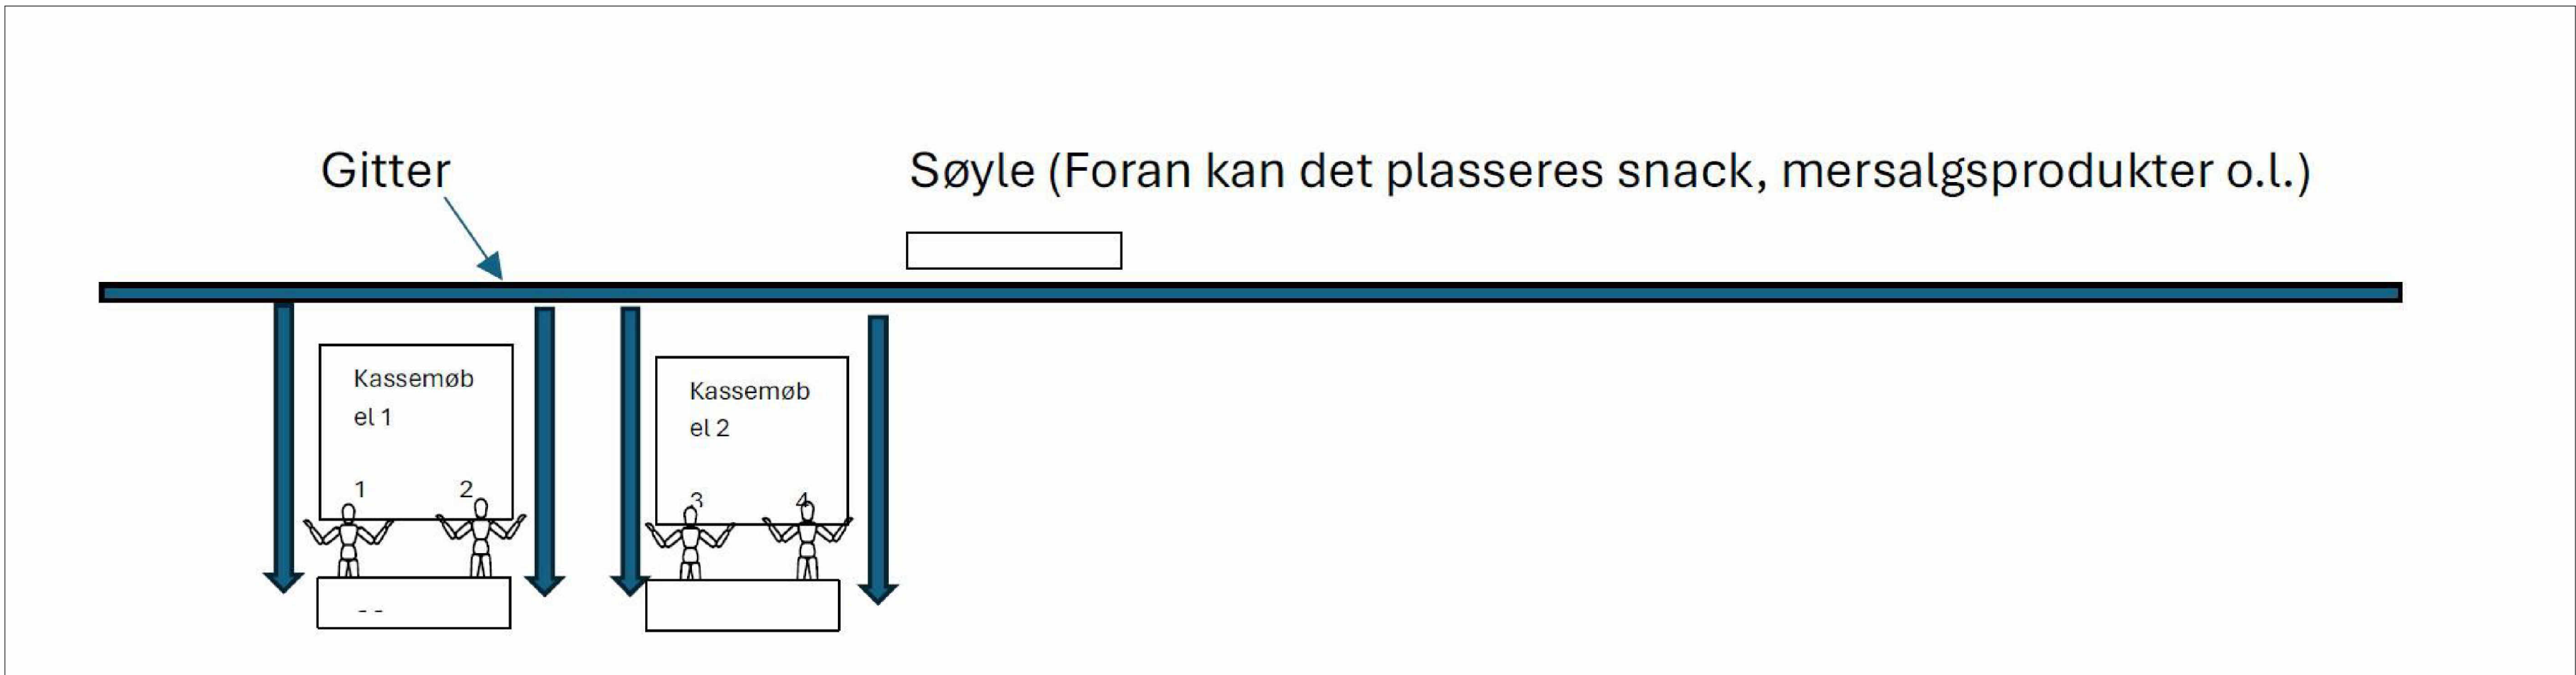 Gitter
Søyle (Foran kan det plasseres snack, mersalgsprodukter o.l.)
Kassemøb
el 1
1 2
Kassemøb
el 2
3 4
- -